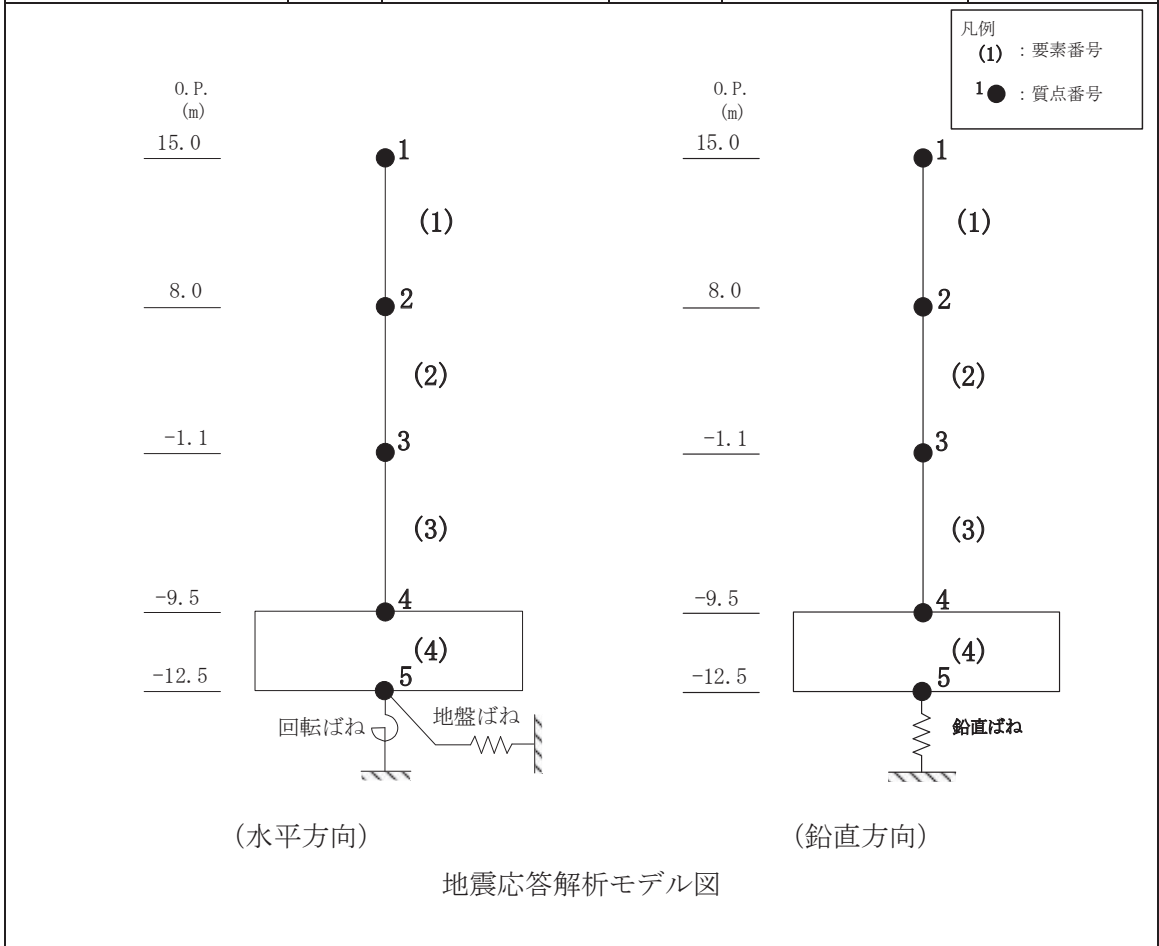 凡例
(1) : 要素番号
1 : 質点番号
O.P.
(m)
15.0
1
(1)
8.0
2
(2)
-1.1
3
(3)
-9.5
4
(4)
-12.5
5
回転ばね
地盤ばね
(水平方向)
O.P.
(m)
15.0
1
(1)
8.0
2
(2)
-1.1
3
(3)
-9.5
4
(4)
-12.5
5
鉛直ばね
(鉛直方向)
地震応答解析モデル図